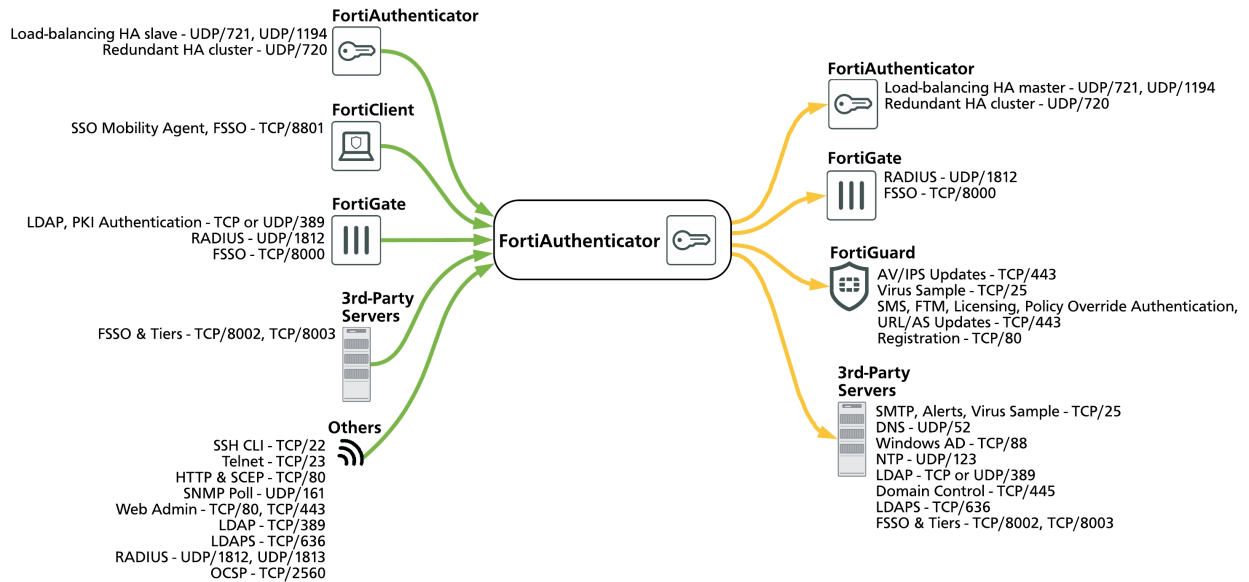 FortiAuthenticator
Load-balancing HA slave - UDP/721, UDP/1194
Redundant HA cluster - UDP/720
FortiClient
SSO Mobility Agent, FSSO - TCP/8801
FortiGate
LDAP, PKI Authentication - TCP or UDP/389
RADIUS - UDP/1812
FSSO - TCP/8000
3rd-Party
Servers
FSSO & Tiers - TCP/8002, TCP/8003
Others
SSH CLI - TCP/22
Telnet - TCP/23
HTTP & SCEP - TCP/80
SNMP Poll - UDP/161
Web Admin - TCP/80, TCP/443
LDAP - TCP/389
LDAPS - TCP/636
RADIUS - UDP/1812, UDP/1813
OCSP - TCP/2560
FortiAuthenticator
FortiAuthenticator
Load-balancing HA master - UDP/721, UDP/1194
Redundant HA cluster - UDP/720
FortiGate
RADIUS - UDP/1812
FSSO - TCP/8000
FortiGuard
AV/IPS Updates - TCP/443
Virus Sample - TCP/25
SMS, FTM, Licensing, Policy Override Authentication,
URL/AS Updates - TCP/443
Registration - TCP/80
3rd-Party
Servers
SMTP, Alerts, Virus Sample - TCP/25
DNS - UDP/52
Windows AD - TCP/88
NTP - UDP/123
LDAP - TCP or UDP/389
Domain Control - TCP/445
LDAPS - TCP/636
FSSO & Tiers - TCP/8002, TCP/8003